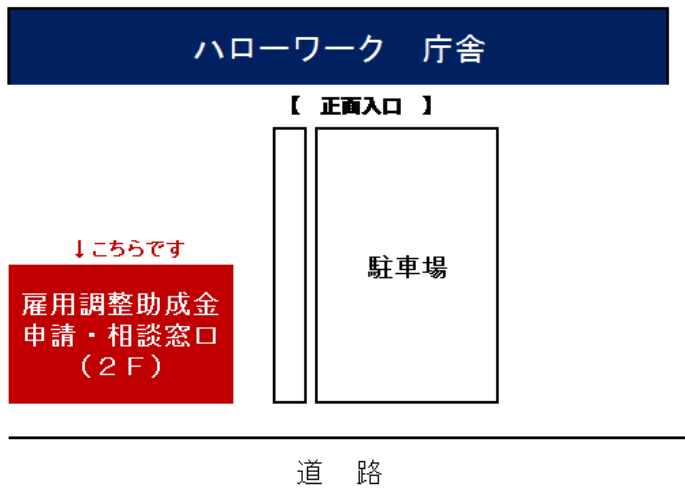 ハローワーク　庁舎
【　正面入口　】
↓こちらです
雇用調整助成金
申請・相談窓口
（２Ｆ）
駐車場
道　路